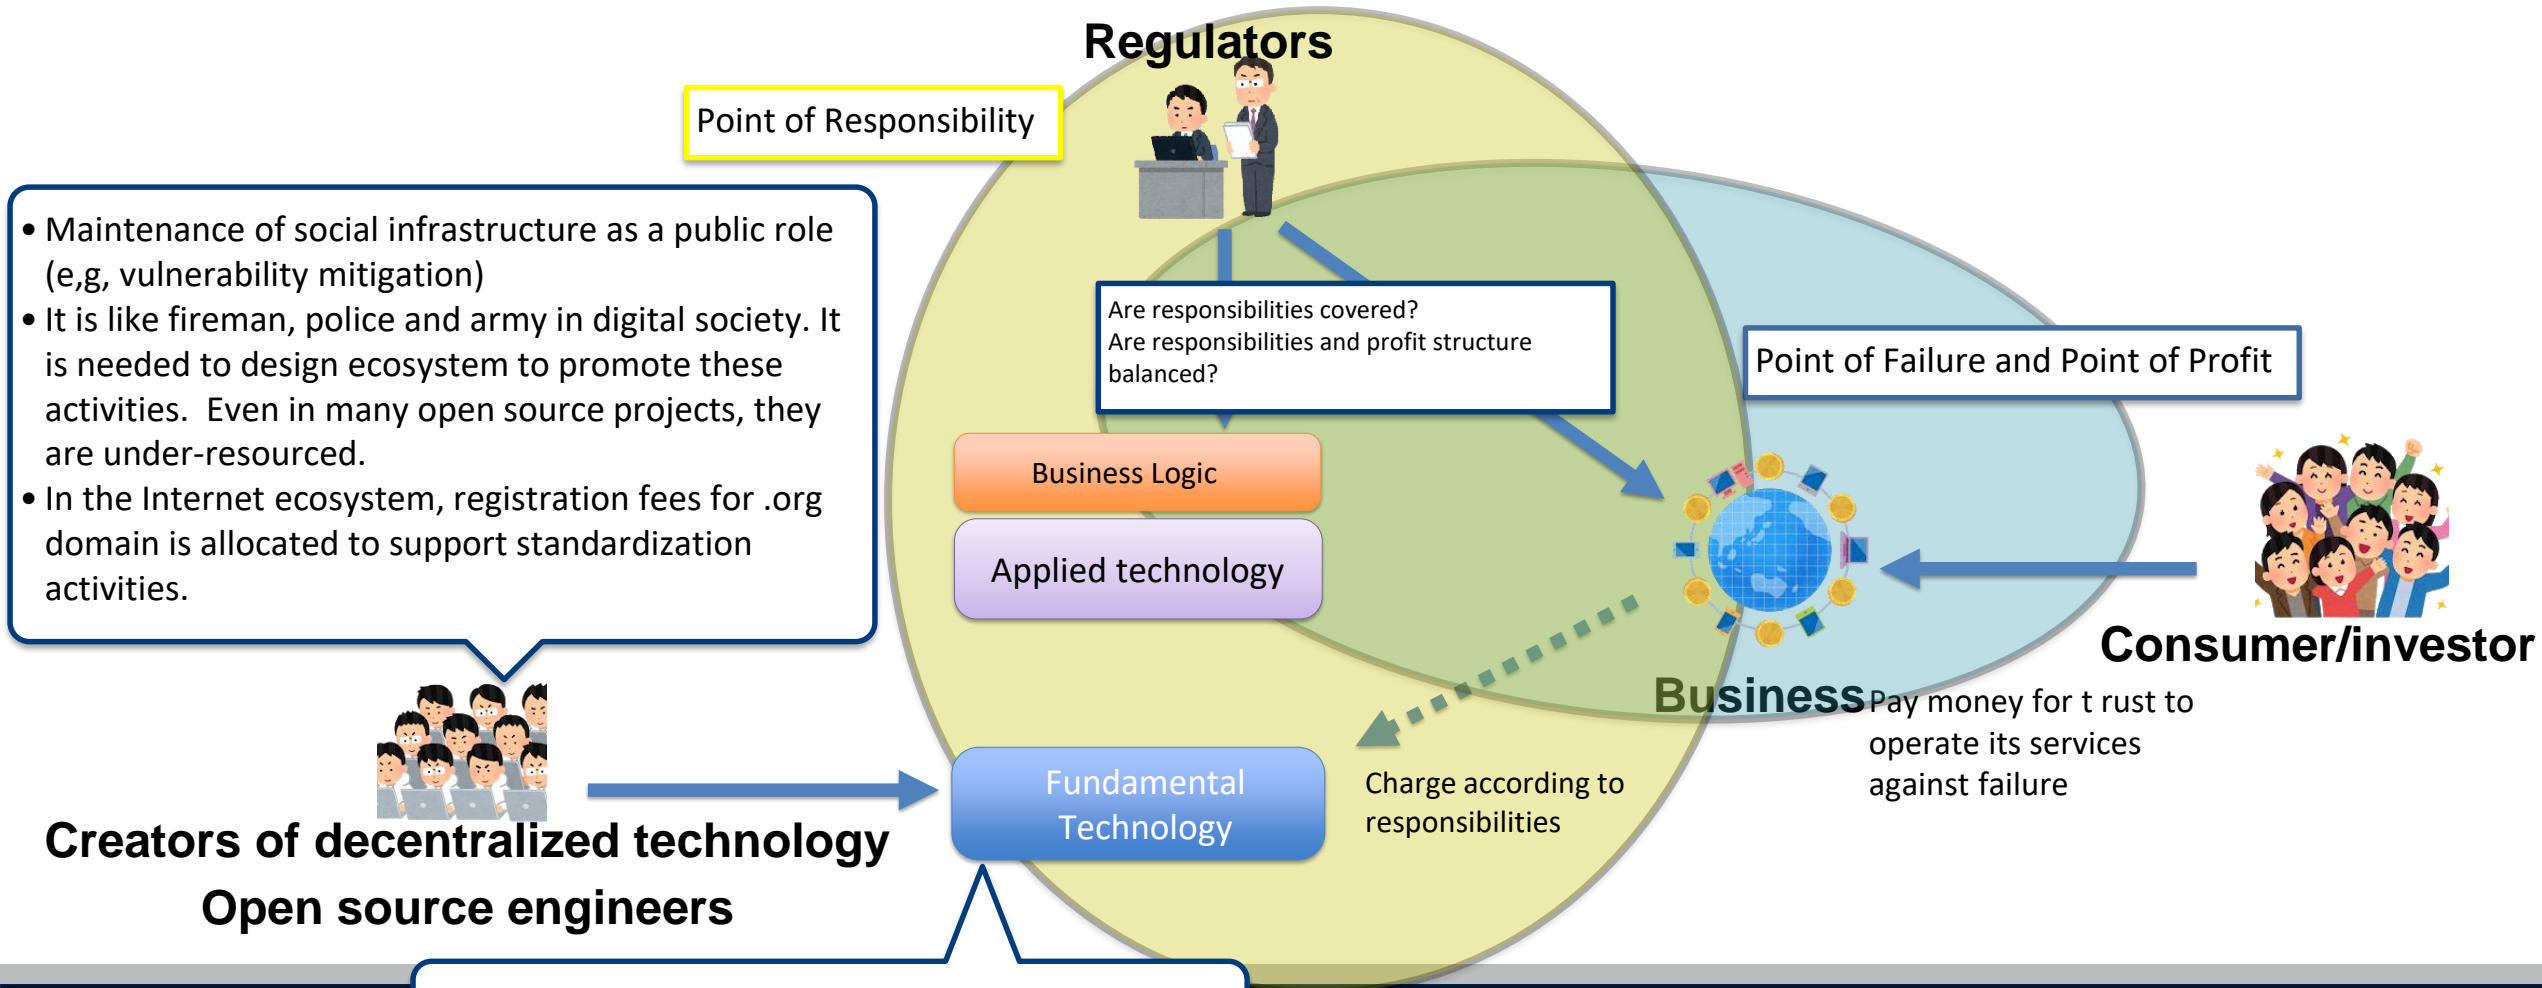 Regulators
Point of Responsibility
• Maintenance of social infrastructure as a public role
(e,g, vulnerability mitigation)
• It is like fireman, police and army in digital society. It
is needed to design ecosystem to promote these
activities.  Even in many open source projects, they
are under-resourced.
• In the Internet ecosystem, registration fees for .org
domain is allocated to support standardization
activities.
Are responsibilities covered?
Are responsibilities and profit structure
balanced?
Point of Failure and Point of Profit
Business Logic
Applied technology
Consumer/investor
Business
Pay money for t rust to
operate its services
against failure
Fundamental
Technology
Charge according to
responsibilities
Creators of decentralized technology
Open source engineers